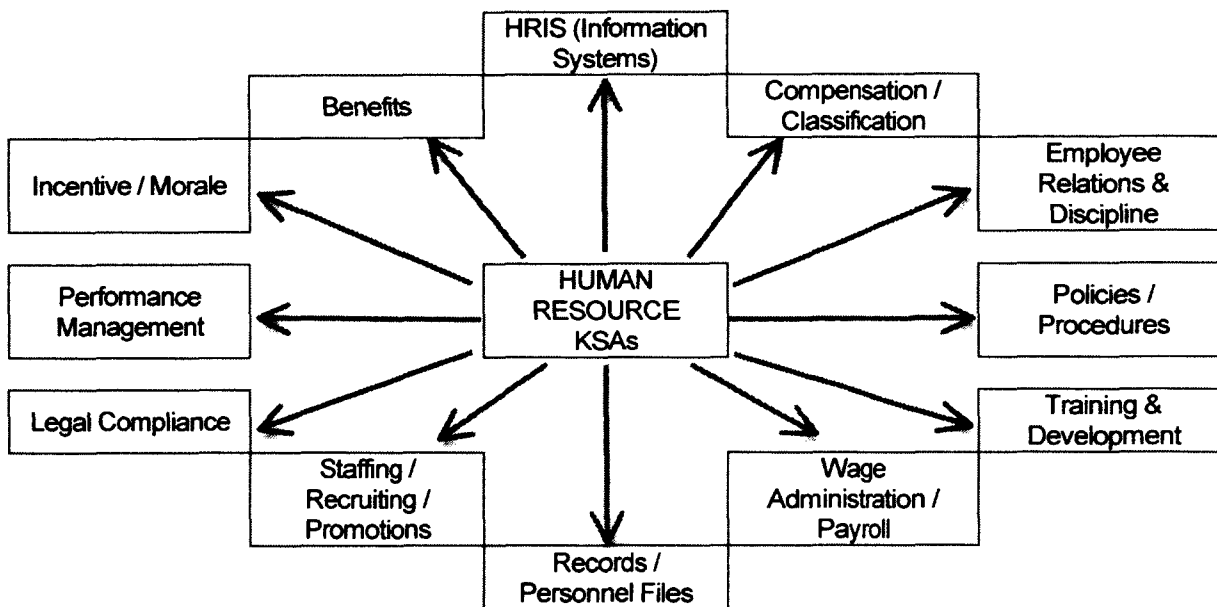 HRIS (Information
Systems)
Benefits
Compensation /
Classification
Incentive / Morale
Employee
Relations &
Discipline
Performance
Management
HUMAN
RESOURCE
KSAs
Policies /
Procedures
Legal Compliance
Training &
Development
Staffing /
Recruiting /
Promotions
Wage
Administration /
Payroll
Records /
Personnel Files